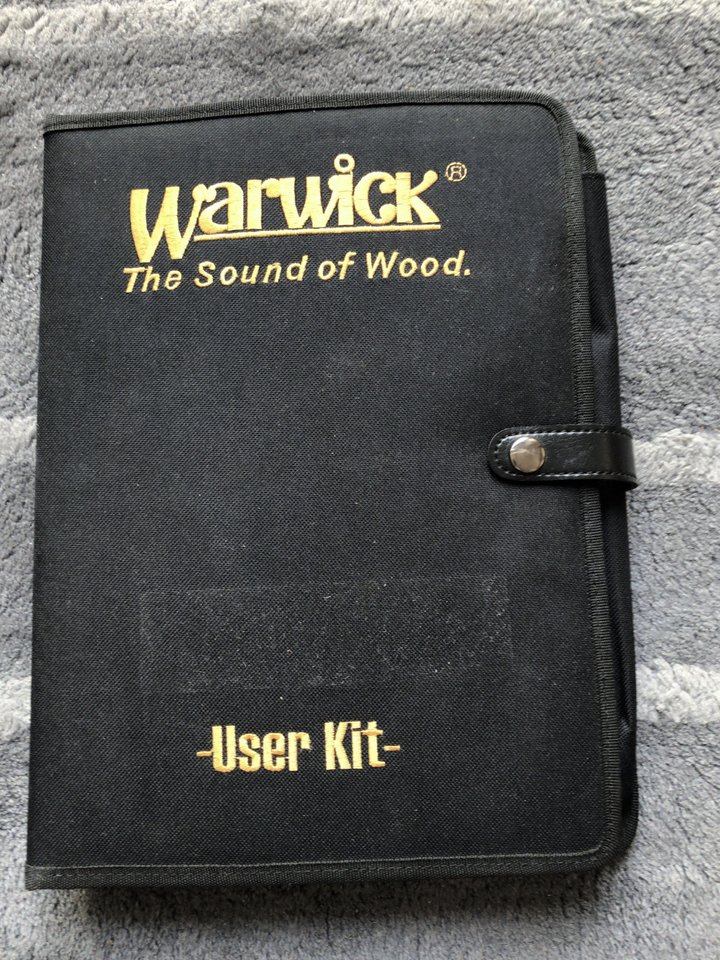 Warwick ®
The Sound of Wood.
-User Kit-